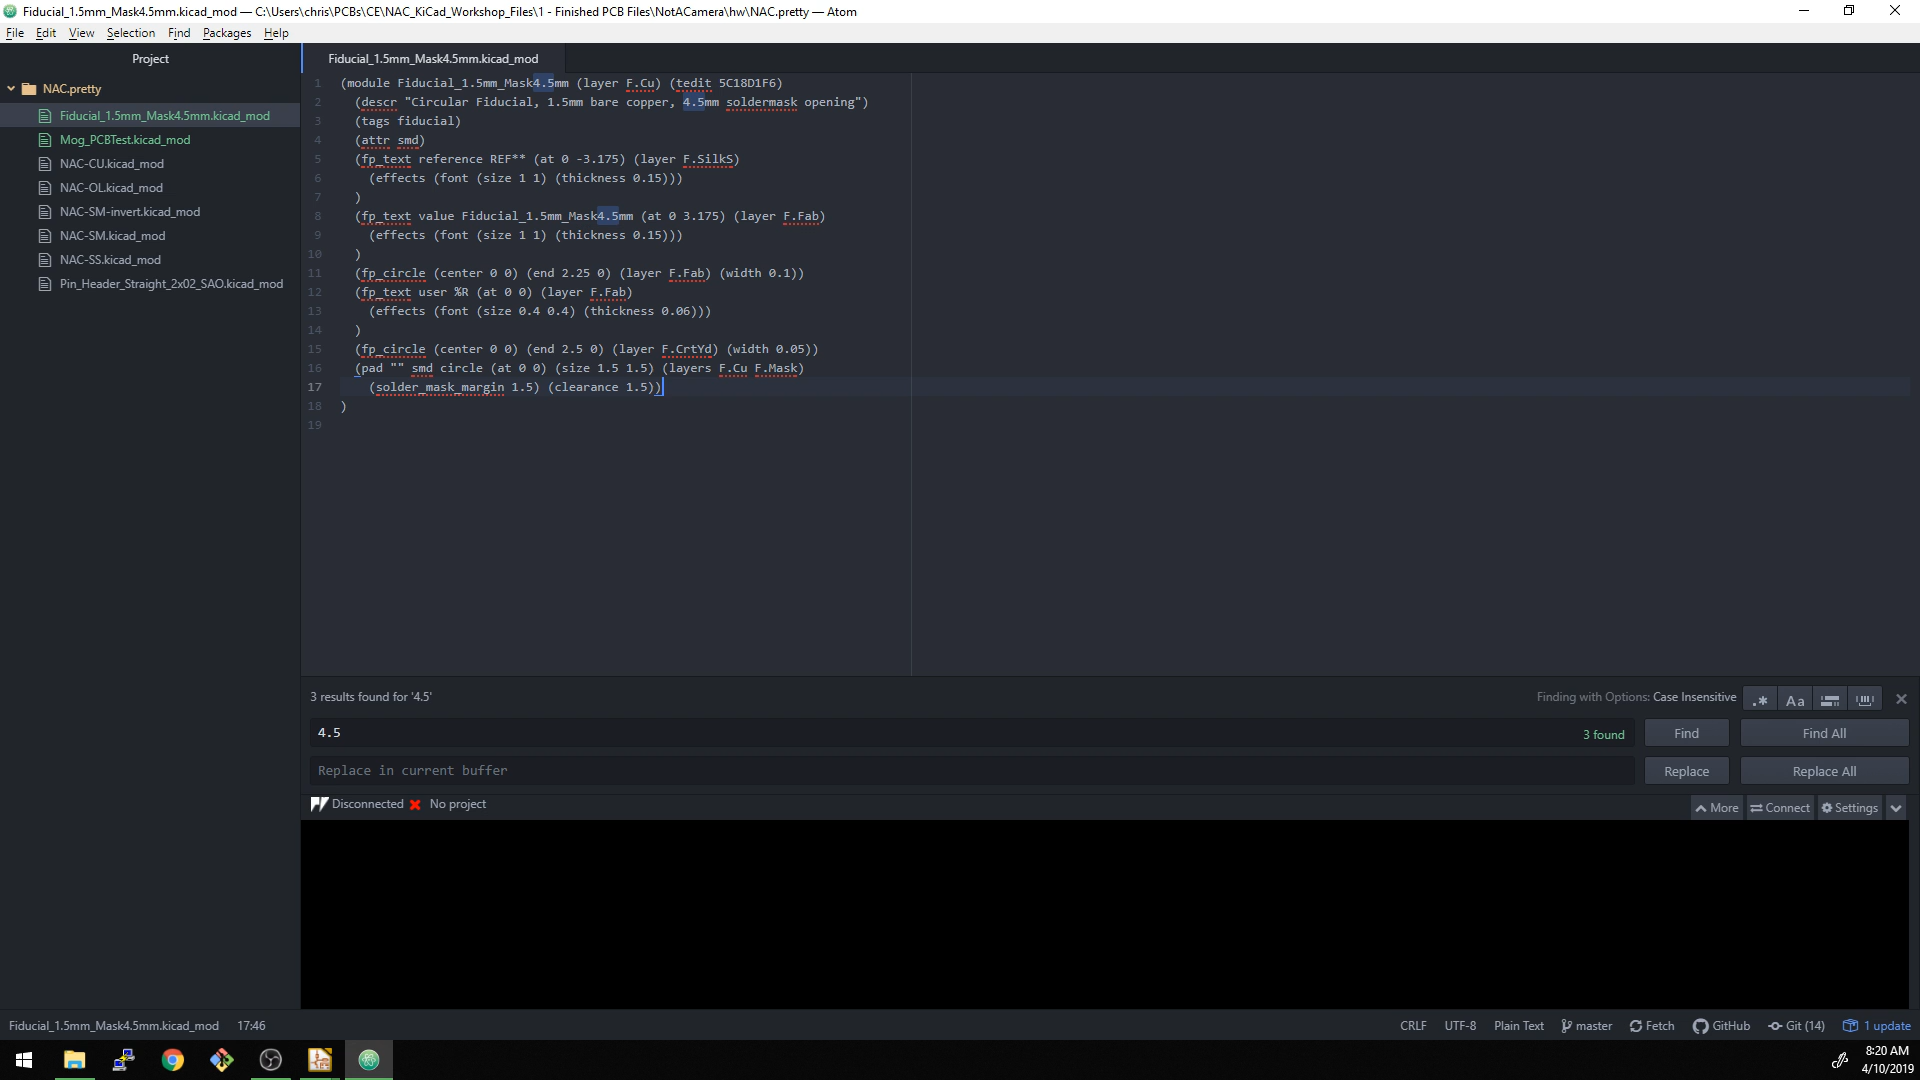 Fiducial_1.5mm_Mask4.5mm.kicad_mod — C:\Users\chris\PCBs\CE\NAC_KiCad_Workshop_Files\1 - Finished PCB Files\NotACamera\hw\NAC.pretty — Atom
File Edit View Selection Find Packages Help
Project
NAC.pretty
Fiducial_1.5mm_Mask4.5mm.kicad_mod
Mog_PCBTest.kicad_mod
NAC-CU.kicad_mod
NAC-OL.kicad_mod
NAC-SM-invert.kicad_mod
NAC-SM.kicad_mod
NAC-SS.kicad_mod
Pin_Header_Straight_2x02_SAO.kicad_mod
Fiducial_1.5mm_Mask4.5mm.kicad_mod
1 (module Fiducial_1.5mm_Mask4.5mm (layer F.Cu) (tedit 5C18D1F6)
2 (descr "Circular Fiducial, 1.5mm bare copper, 4.5mm soldermask opening")
3 (tags fiducial)
4 (attr smd)
5 (fp_text reference REF** (at 0 -3.175) (layer F.SilkS)
6 (effects (font (size 1 1) (thickness 0.15)))
7 )
8 (fp_text value Fiducial_1.5mm_Mask4.5mm (at 0 3.175) (layer F.Fab)
9 (effects (font (size 1 1) (thickness 0.15)))
10 )
11 (fp_circle (center 0 0) (end 2.25 0) (layer F.Fab) (width 0.1))
12 (fp_text user %R (at 0 0) (layer F.Fab)
13 (effects (font (size 0.4 0.4) (thickness 0.06)))
14 )
15 (fp_circle (center 0 0) (end 2.5 0) (layer F.CrtYd) (width 0.05))
16 (pad "" smd circle (at 0 0) (size 1.5 1.5) (layers F.Cu F.Mask)
17 (solder_mask_margin 1.5) (clearance 1.5))
18 )
19
3 results found for '4.5'
Finding with Options: Case Insensitive .* Aa
4.5 3 found Find Find All
Replace in current buffer Replace Replace All
Disconnected No project More Connect Settings
Fiducial_1.5mm_Mask4.5mm.kicad_mod 17:46 CRLF UTF-8 Plain Text master Fetch GitHub Git (14) 1 update
8:20 AM
4/10/2019